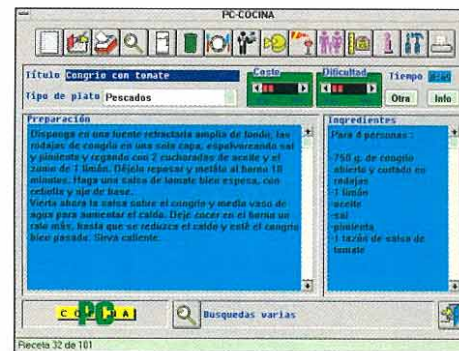 PC-COCINA
Título Congrio con tomate
Coste
Dificultad
Tiempo
Tipo de plato Pescados
Otra
Info
Preparación
Disponga en una fuente refractaria amplia de fondo, las
rodajas de congrio en una sola capa, espolvoreando sal
y pimienta y regando con 2 cucharadas de aceite y el
zumo de 1 limón. Déjelo reposar y métalo al horno 10
minutos. Haga una salsa de tomate bien espesa, con
cebolla y ajo de base.
Vierta ahora la salsa sobre el congrio y medio vaso de
agua para aumentar el caldo. Deje cocer en el horno un
rato más, hasta que se reduzca el caldo y esté el congrio
bien pasado. Sirva caliente.
Ingredientes
Para 4 personas :
750 g. de congrio
abierto y cortado en
rodajas
1 limón
aceite
sal
pimienta
1 tazón de salsa de
tomate
PC
COCINA
Busquedas varias
Receta 32 de 101